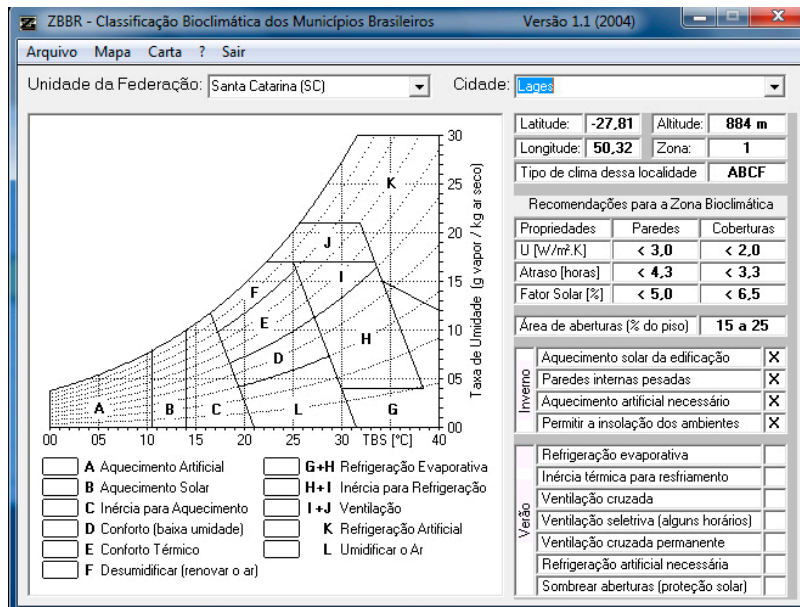 ZBBR - Classificação Bioclimática dos Municípios Brasileiros Versão 1.1 (2004)
Arquivo Mapa Carta ? Sair
Unidade da Federação: Santa Catarina (SC) Cidade: Lages
30
25
20
15
10
05
00
Taxa de Umidade (g vapor / kg ar seco)
K
J
I
F
E
H
D
A B C L G
00 05 10 15 20 25 30 TBS [°C] 40
A Aquecimento Artificial
B Aquecimento Solar
C Inércia para Aquecimento
D Conforto (baixa umidade)
E Conforto Térmico
F Desumidificar (renovar o ar)
G+H Refrigeração Evaporativa
H+I Inércia para Refrigeração
I+J Ventilação
K Refrigeração Artificial
L Umidificar o Ar
Latitude: -27,81 Altitude: 884 m
Longitude: 50,32 Zona: 1
Tipo de clima dessa localidade ABCF
Recomendações para a Zona Bioclimática
Propriedades Paredes Coberturas
U [W/m².K] < 3,0 < 2,0
Atraso [horas] < 4,3 < 3,3
Fator Solar [%] < 5,0 < 6,5
Área de aberturas (% do piso) 15 a 25
Inverno
Aquecimento solar da edificação X
Paredes internas pesadas X
Aquecimento artificial necessário X
Permitir a insolação dos ambientes X
Verão
Refrigeração evaporativa
Inércia térmica para resfriamento
Ventilação cruzada
Ventilação seletriva (alguns horários)
Ventilação cruzada permanente
Refrigeração artificial necessária
Sombrear aberturas (proteção solar)